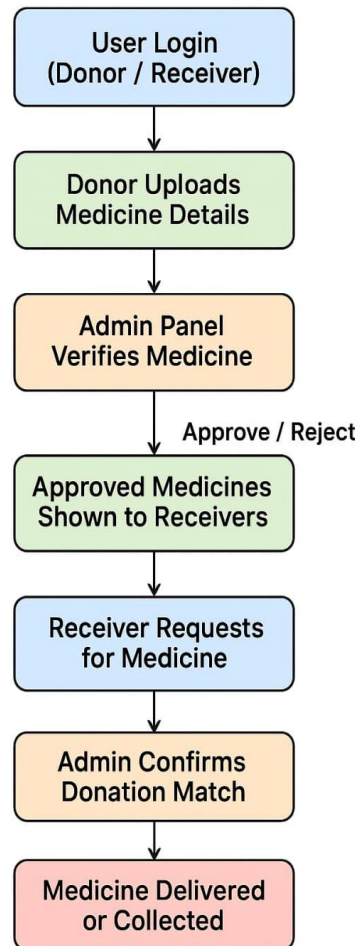 User Login
(Donor / Receiver)
Donor Uploads
Medicine Details
Admin Panel
Verifies Medicine
Approve / Reject
Approved Medicines
Shown to Receivers
Receiver Requests
for Medicine
Admin Confirms
Donation Match
Medicine Delivered
or Collected